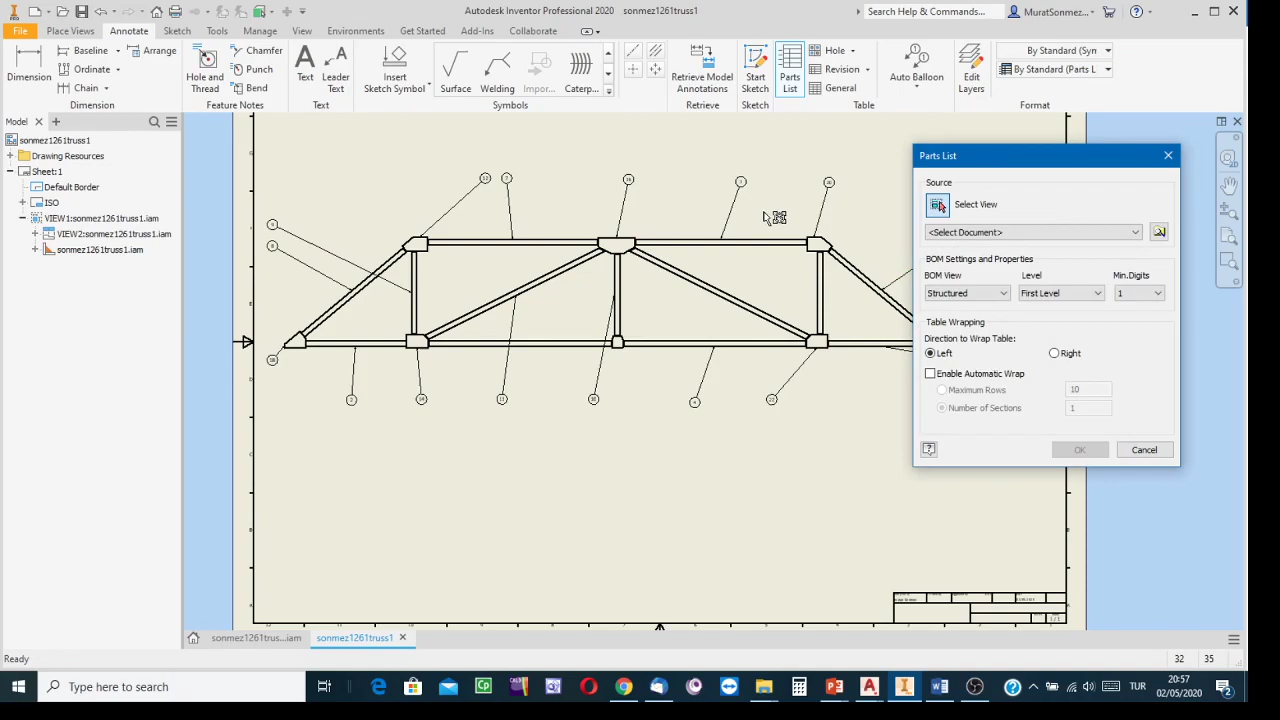 Autodesk Inventor Professional 2020 sonmez1261truss1
Search Help & Commands...
MuratSonmez...
File
Place Views
Annotate
Sketch
Tools
Manage
View
Environments
Get Started
Add-Ins
Collaborate
Dimension
Baseline
Ordinate
Chain
Arrange
Dimension
Hole and Thread
Chamfer
Punch
Bend
Feature Notes
Text
Leader Text
Text
Insert Sketch Symbol
Surface
Welding
Impor...
Caterp...
Symbols
Retrieve Model Annotations
Retrieve
Start Sketch
Sketch
Parts List
Hole
Revision
General
Table
Auto Balloon
Edit Layers
By Standard (Syn
By Standard (Parts L
Format
Model
sonmez1261truss1
Drawing Resources
Sheet:1
Default Border
ISO
VIEW1:sonmez1261truss1.iam
VIEW2:sonmez1261truss1.iam
sonmez1261truss1.iam
Parts List
Source
Select View
<Select Document>
BOM Settings and Properties
BOM View
Level
Min.Digits
Structured
First Level
1
Table Wrapping
Direction to Wrap Table:
Left
Right
Enable Automatic Wrap
Maximum Rows
10
Number of Sections
1
OK
Cancel
sonmez1261trus...iam
sonmez1261truss1
Ready
32
35
Type here to search
TUR
20:57
02/05/2020
2